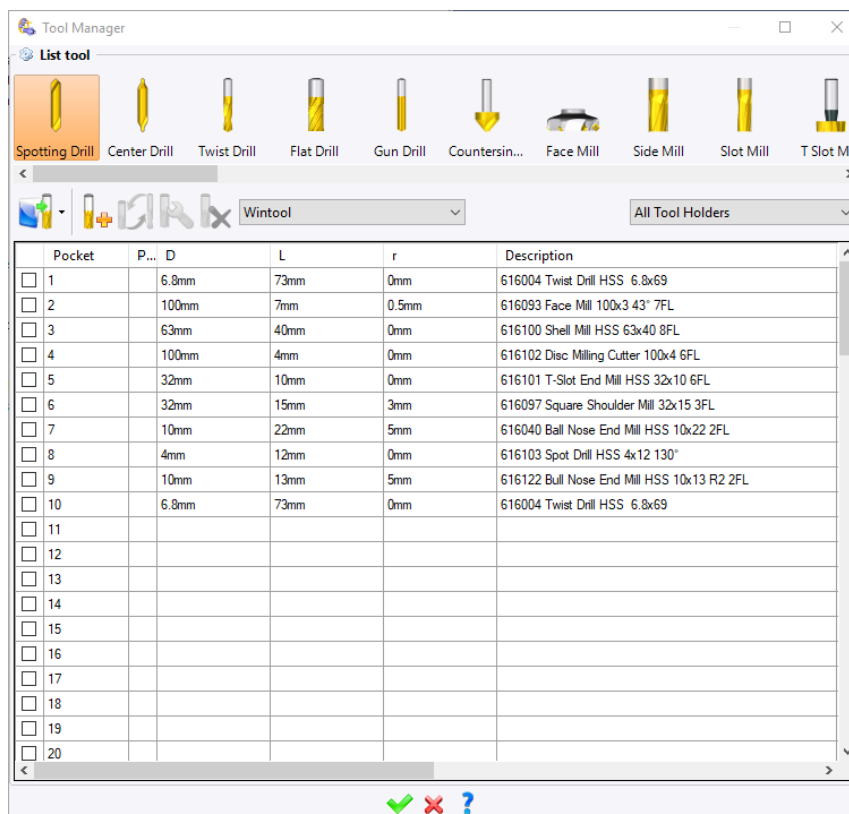 Tool Manager
List tool
Spotting Drill Center Drill Twist Drill Flat Drill Gun Drill Countersin... Face Mill Side Mill Slot Mill T Slot M
Wintool All Tool Holders
Pocket P... D L r Description
1 6.8mm 73mm 0mm 616004 Twist Drill HSS 6.8x69
2 100mm 7mm 0.5mm 616093 Face Mill 100x3 43° 7FL
3 63mm 40mm 0mm 616100 Shell Mill HSS 63x40 8FL
4 100mm 4mm 0mm 616102 Disc Milling Cutter 100x4 6FL
5 32mm 10mm 0mm 616101 T-Slot End Mill HSS 32x10 6FL
6 32mm 15mm 3mm 616097 Square Shoulder Mill 32x15 3FL
7 10mm 22mm 5mm 616040 Ball Nose End Mill HSS 10x22 2FL
8 4mm 12mm 0mm 616103 Spot Drill HSS 4x12 130°
9 10mm 13mm 5mm 616122 Bull Nose End Mill HSS 10x13 R2 2FL
10 6.8mm 73mm 0mm 616004 Twist Drill HSS 6.8x69
11
12
13
14
15
16
17
18
19
20